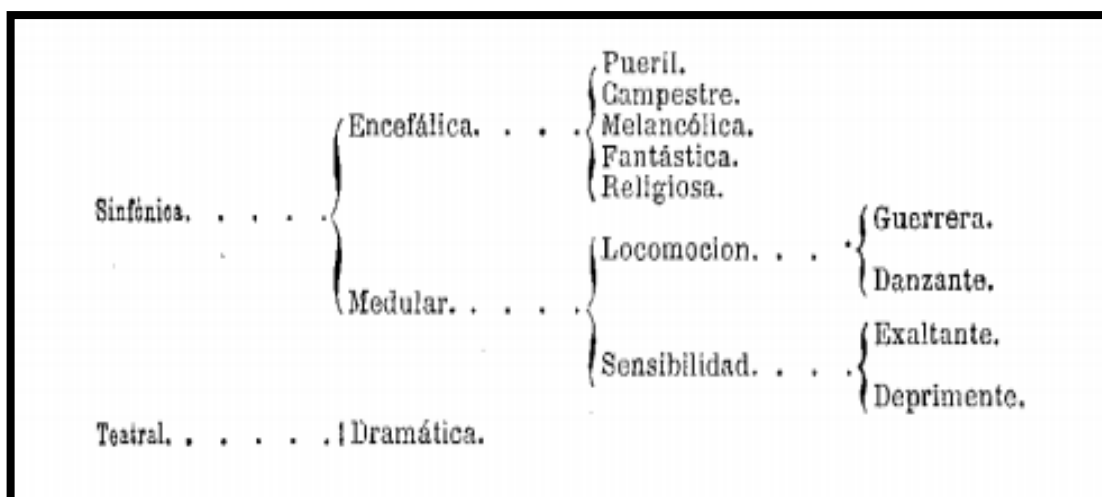 Pueril.
Campestre.
Encefálica. . . . Melancólica.
Fantástica.
Religiosa.
Sinfónica. . . . .
Guerrera.
Locomocion. . . .
Danzante.
Medular. . . . .
Exaltante.
Sensibilidad. . . .
Deprimente.
Teatral. . . . . . Dramática.